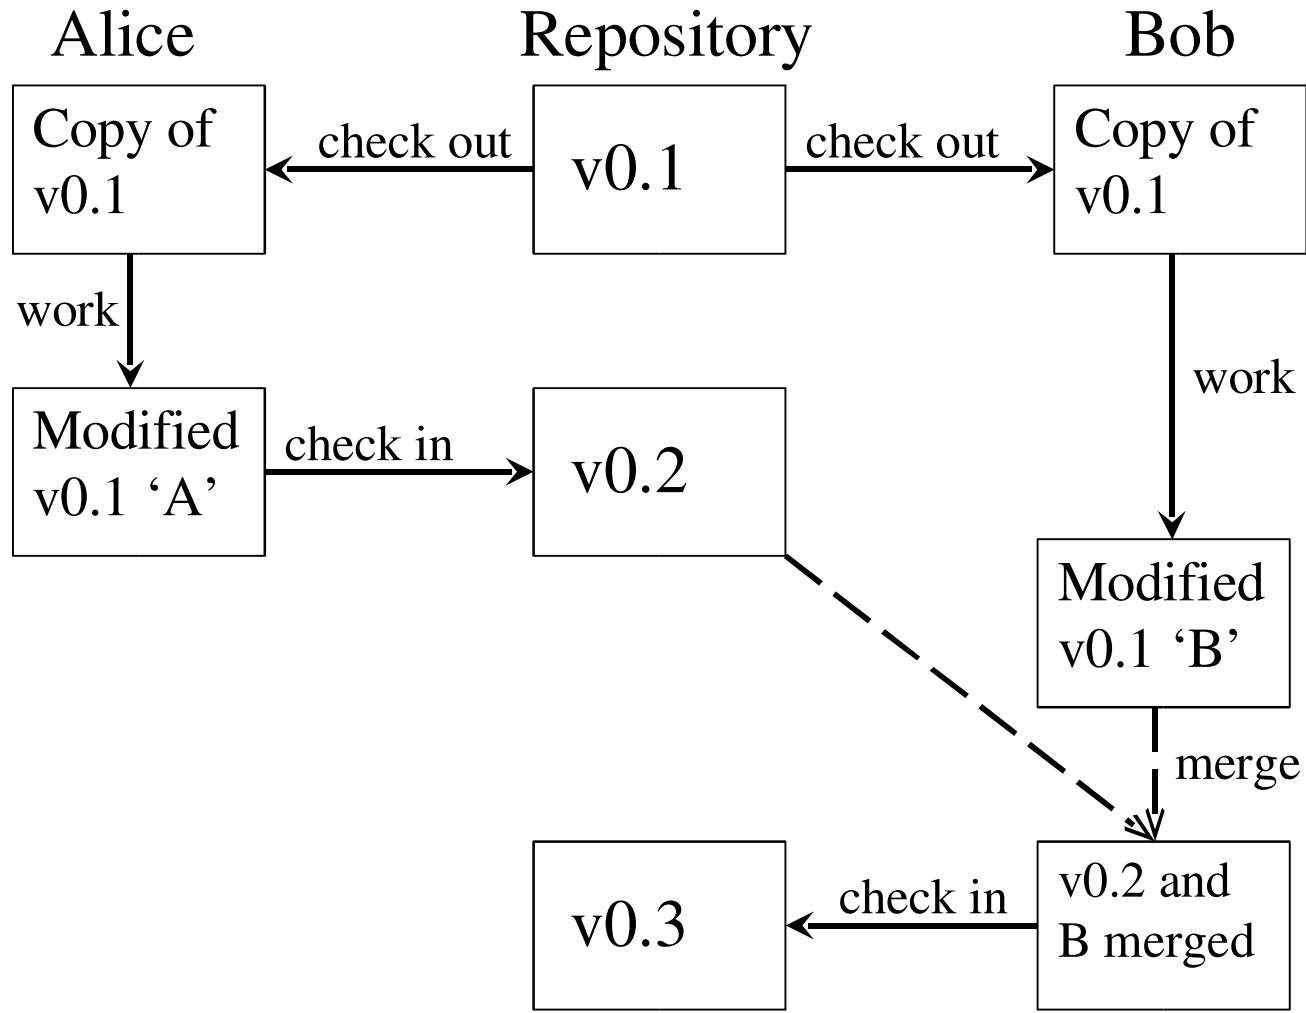 Alice
Repository
Bob
Copy of
v0.1
check out
v0.1
check out
Copy of
v0.1
work
work
Modified
v0.1 ‘A’
check in
v0.2
Modified
v0.1 ‘B’
merge
v0.3
check in
v0.2 and
B merged